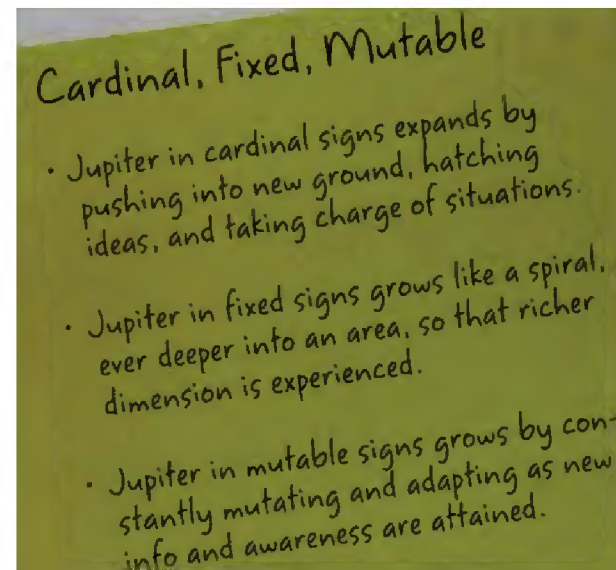 Cardinal, Fixed, Mutable
· Jupiter in cardinal signs expands by
pushing into new ground, hatching
ideas, and taking charge of situations.
· Jupiter in fixed signs grows like a spiral,
ever deeper into an area, so that richer
dimension is experienced.
· Jupiter in mutable signs grows by con-
stantly mutating and adapting as new
info and awareness are attained.